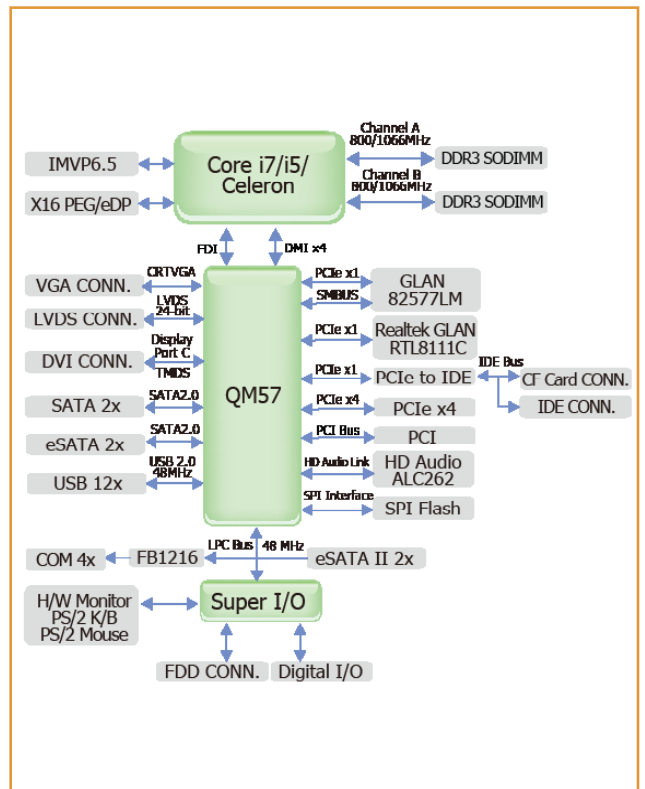 Channel A
800/1066MHz
IMVP6.5
Core i7/i5/
Celeron
DDR3 SODIMM
Channel B
800/1066MHz
X16 PEG/eDP
DDR3 SODIMM
FDI
DMI x4
CRTVGA
VGA CONN.
LVDS
24-bit
LVDS CONN.
Display
Port C
DVI CONN.
TMDS
SATA2.0
SATA 2x
SATA2.0
eSATA 2x
USB 2.0
48MHz
USB 12x
QM57
PCIe x1
SMBUS
GLAN
82577LM
PCIe x1
Realtek GLAN
RTL8111C
PCIe x1
PCIe to IDE
IDE Bus
CF Card CONN.
IDE CONN.
PCIe x4
PCIe x4
PCI Bus
PCI
HD Audio Link
HD Audio
ALC262
SPI Interface
SPI Flash
LPC Bus
48 MHz
COM 4x
FB1216
eSATA II 2x
H/W Monitor
PS/2 K/B
PS/2 Mouse
Super I/O
FDD CONN.
Digital I/O